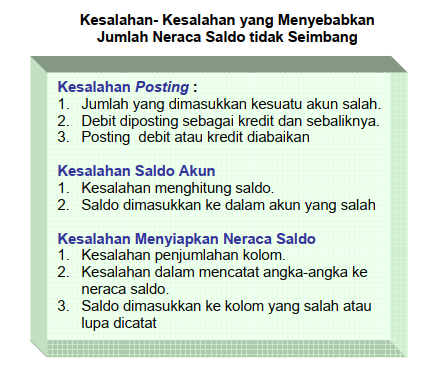 Kesalahan- Kesalahan yang Menyebabkan
Jumlah Neraca Saldo tidak Seimbang
Kesalahan Posting :
1. Jumlah yang dimasukkan kesuatu akun salah.
2. Debit diposting sebagai kredit dan sebaliknya.
3. Posting debit atau kredit diabaikan
Kesalahan Saldo Akun
1. Kesalahan menghitung saldo.
2. Saldo dimasukkan ke dalam akun yang salah
Kesalahan Menyiapkan Neraca Saldo
1. Kesalahan penjumlahan kolom.
2. Kesalahan dalam mencatat angka-angka ke
neraca saldo.
3. Saldo dimasukkan ke kolom yang salah atau
lupa dicatat